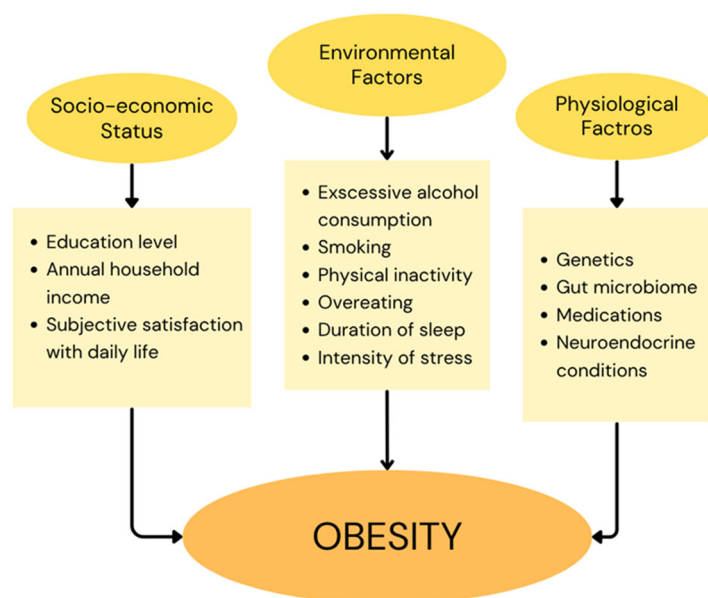 Socio-economic
Status
Environmental
Factors
Physiological
Factros
• Education level
• Annual household
income
• Subjective satisfaction
with daily life
• Exscessive alcohol
consumption
• Smoking
• Physical inactivity
• Overeating
• Duration of sleep
• Intensity of stress
• Genetics
• Gut microbiome
• Medications
• Neuroendocrine
conditions
OBESITY